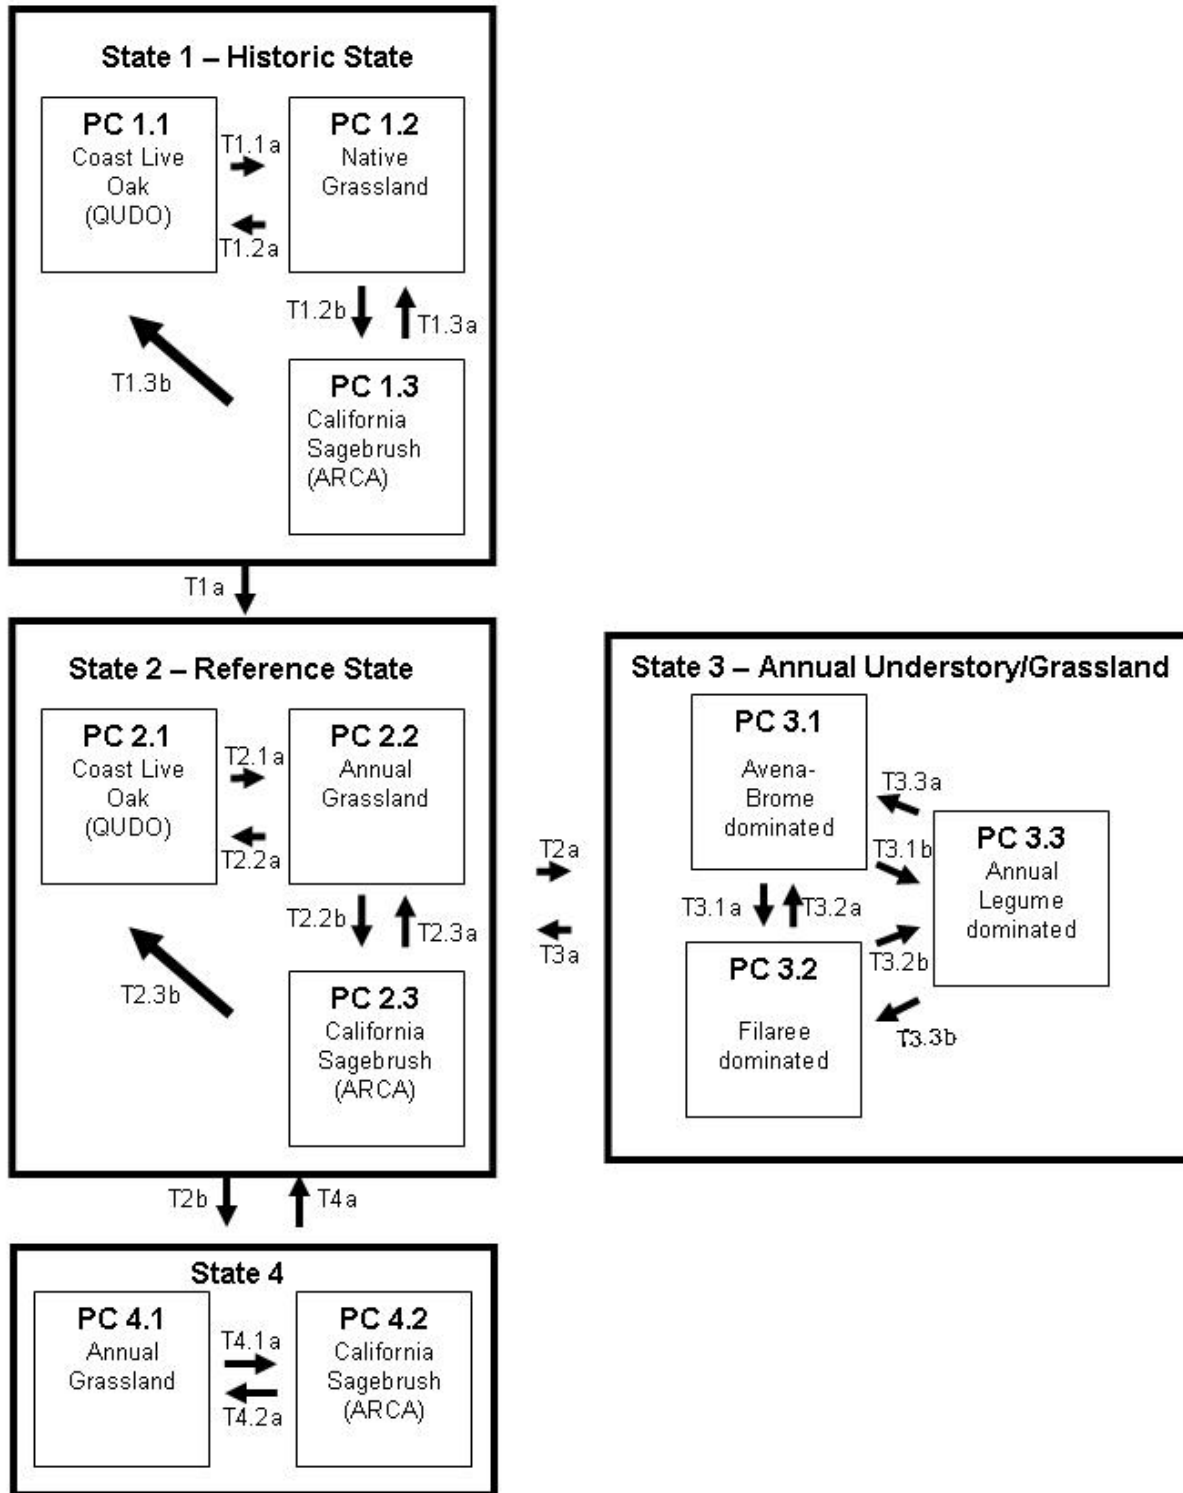 State 1 – Historic State
PC 1.1
Coast Live
Oak
(QUDO)
T1.1a
T1.2a
PC 1.2
Native
Grassland
T1.2b
T1.3a
T1.3b
PC 1.3
California
Sagebrush
(ARCA)
T1a
State 2 – Reference State
PC 2.1
Coast Live
Oak
(QUDO)
T2.1a
T2.2a
PC 2.2
Annual
Grassland
T2.2b
T2.3a
T2.3b
PC 2.3
California
Sagebrush
(ARCA)
T2a
T3a
State 3 – Annual Understory/Grassland
PC 3.1
Avena-
Brome
dominated
T3.3a
T3.1b
PC 3.3
Annual
Legume
dominated
T3.1a
T3.2a
T3.2b
T3.3b
PC 3.2
Filaree
dominated
T2b
T4a
State 4
PC 4.1
Annual
Grassland
T4.1a
T4.2a
PC 4.2
California
Sagebrush
(ARCA)